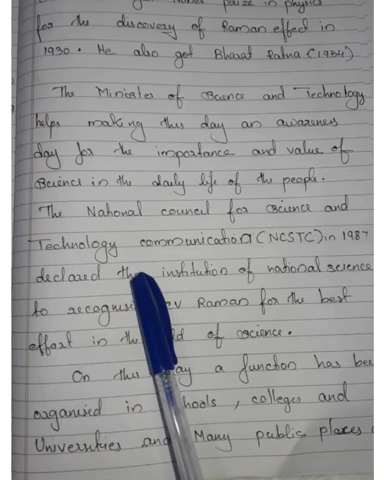 Nobel prize in physics
for the discovery of Raman effect in
1930. He also get Bharat Ratna (1954)
The Minister of Science and Technology
helps making this day an awareness
day for the importance and value of
Science in the daily life of the people.
The National council for science and
Technology communication (NCSTC) in 1987
declared the institution of national science
to recognise Raman for the best
effort in the of science.
On this day a function has
organised in colleges and
Universities and Many public places